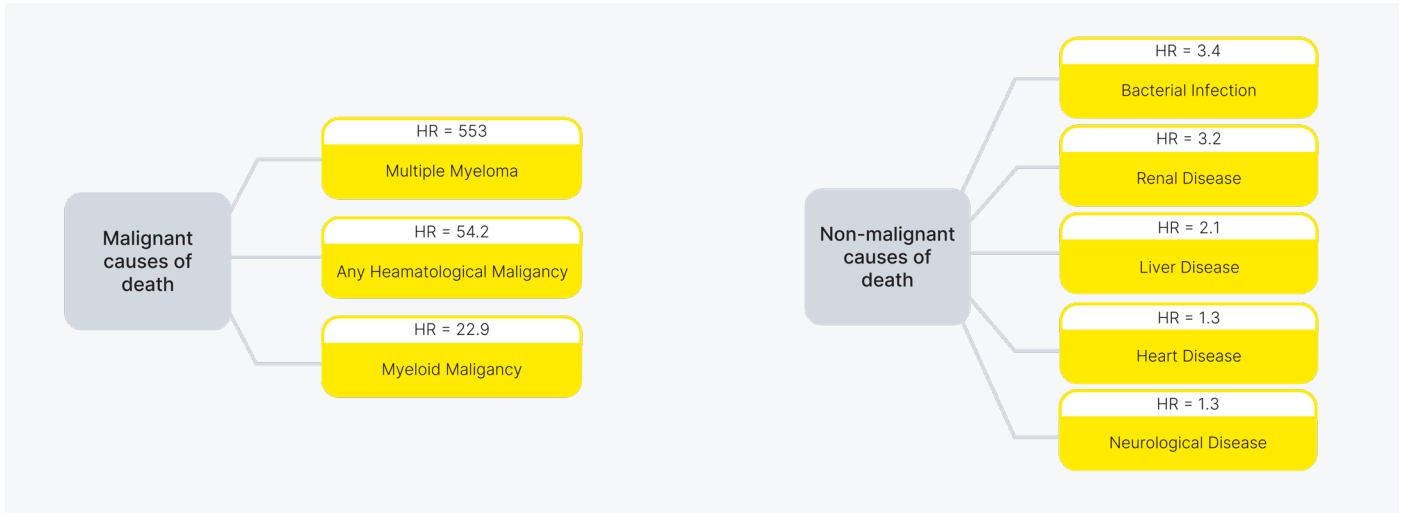 Malignant
causes of
death
HR = 553
Multiple Myeloma
HR = 54.2
Any Heamatological Maligancy
HR = 22.9
Myeloid Maligancy
Non-malignant
causes of
death
HR = 3.4
Bacterial Infection
HR = 3.2
Renal Disease
HR = 2.1
Liver Disease
HR = 1.3
Heart Disease
HR = 1.3
Neurological Disease